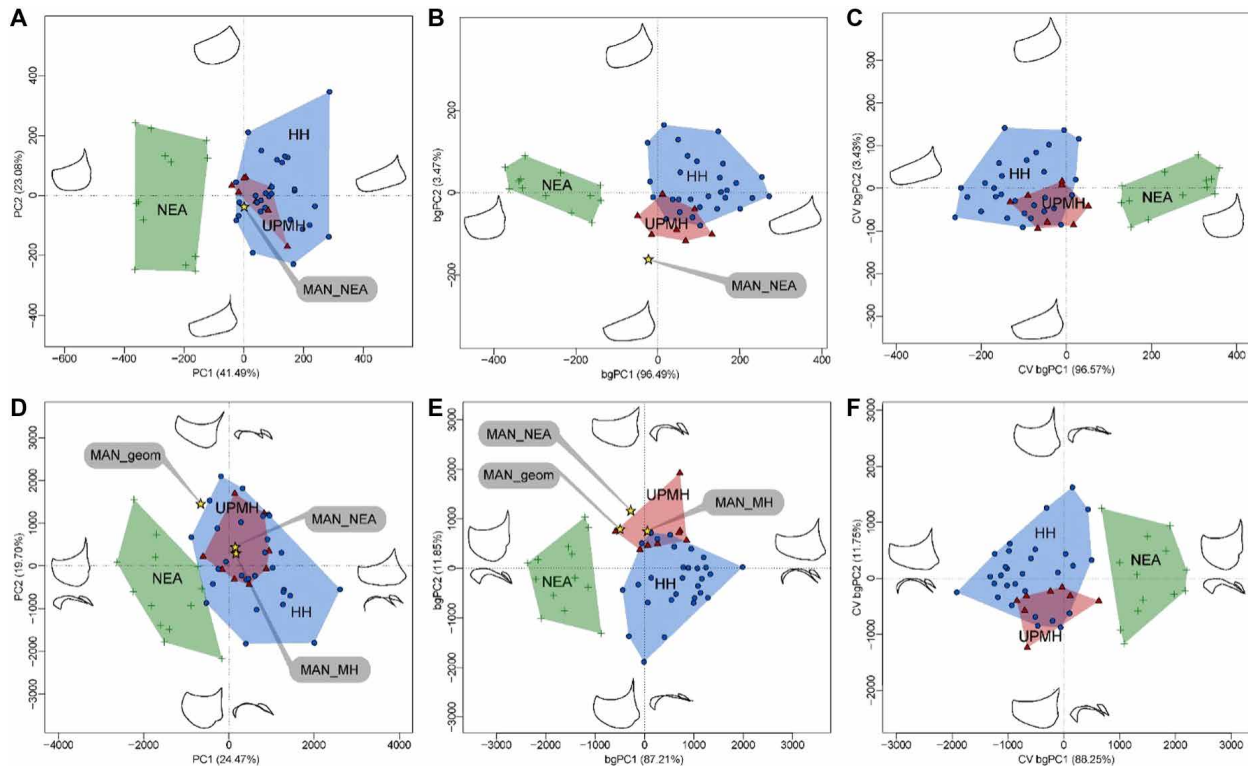 A
B
C
400
200
0
−200
−400
PC2 (23.08%)
HH
NEA
UPMH
MAN_NEA
−600
−400
−200
0
200
400
PC1 (41.49%)
200
0
−200
bgPC2 (3.47%)
HH
NEA
UPMH
MAN_NEA
−400
−200
0
200
400
bgPC1 (96.49%)
300
200
100
0
−100
−200
−300
CV bgPC2 (3.43%)
HH
UPMH
NEA
−400
−200
0
200
400
CV bgPC1 (96.57%)
D
E
F
3000
2000
1000
0
−1000
−2000
−3000
PC2 (19.70%)
MAN_geom
UPMH
MAN_NEA
NEA
HH
MAN_MH
−4000
−2000
0
2000
4000
PC1 (24.47%)
3000
2000
1000
0
−1000
−2000
−3000
bgPC2 (11.85%)
MAN_NEA
MAN_geom
UPMH
MAN_MH
NEA
HH
−3000
−2000
−1000
0
1000
2000
3000
bgPC1 (87.21%)
3000
2000
1000
0
−1000
−2000
CV bgPC2 (11.75%)
HH
NEA
UPMH
−3000
−2000
−1000
0
1000
2000
3000
CV bgPC1 (88.25%)